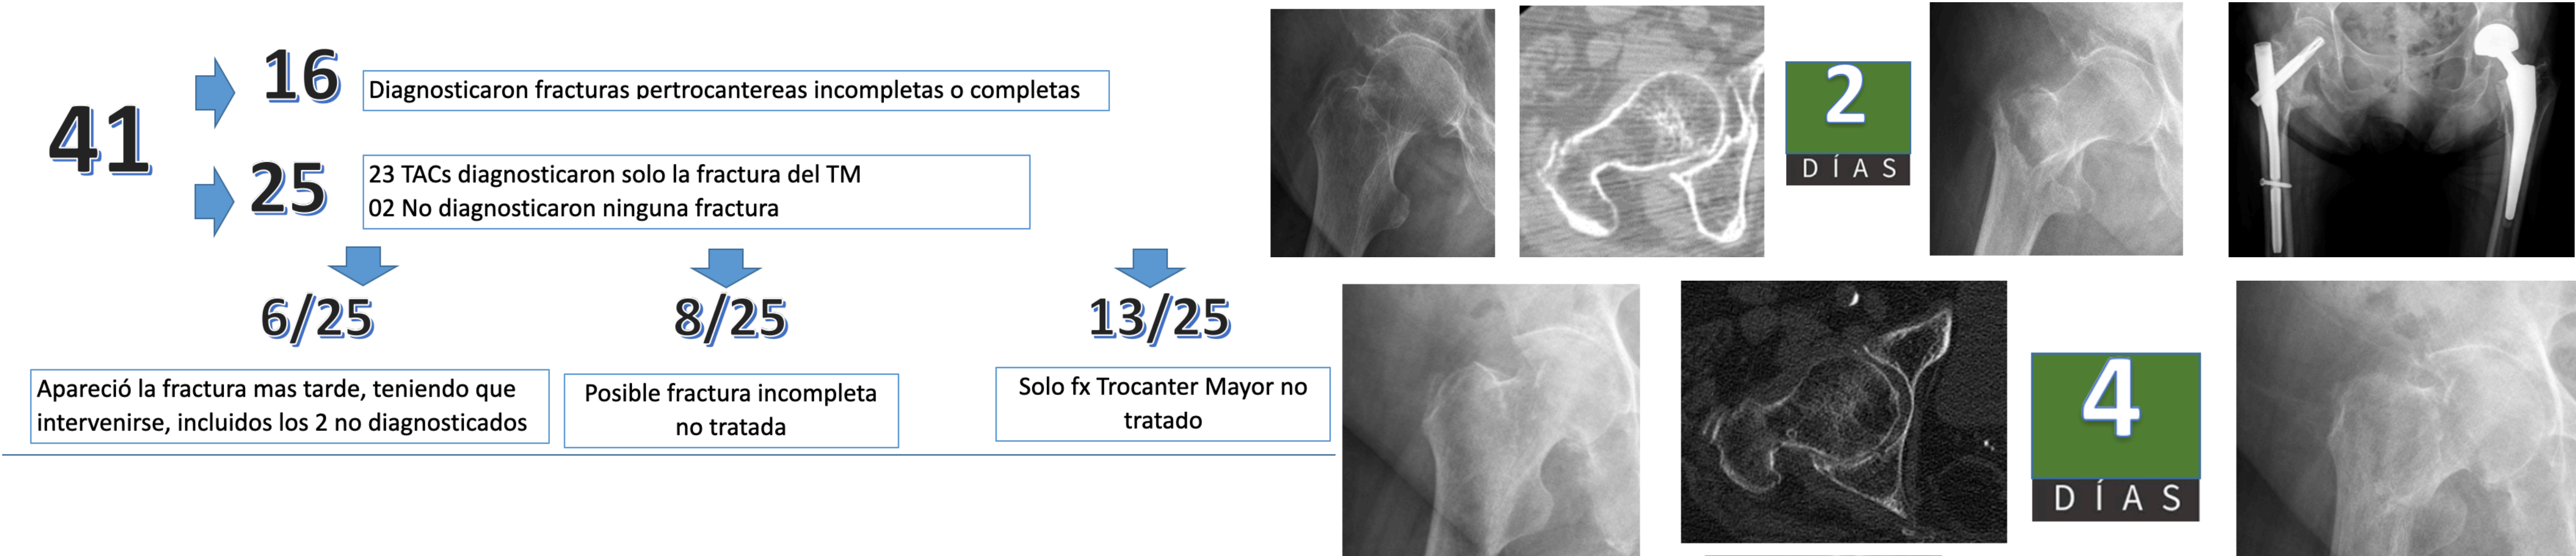 41
16
Diagnosticaron fracturas pertrocantereas incompletas o completas
25
23 TACs diagnosticaron solo la fractura del TM
02 No diagnosticaron ninguna fractura
6/25
Apareció la fractura mas tarde, teniendo que
intervenirse, incluidos los 2 no diagnosticados
8/25
Posible fractura incompleta
no tratada
13/25
Solo fx Trocanter Mayor no
tratado
2
DÍAS
4
DÍAS